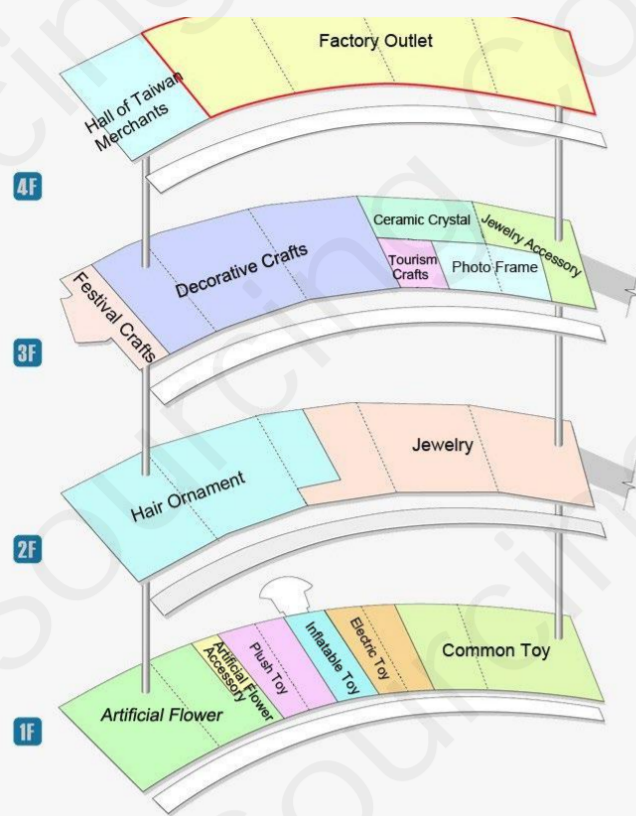 Factory Outlet
Hall of Taiwan
Merchants
4F
Ceramic Crystal
Jewelry Accessory
Decorative Crafts
Tourism
Crafts
Photo Frame
Festival Crafts
3F
Jewelry
Hair Ornament
2F
Common Toy
Electric Toy
Inflatable Toy
Plush Toy
Artificial Flower
Accessory
Artificial Flower
1F